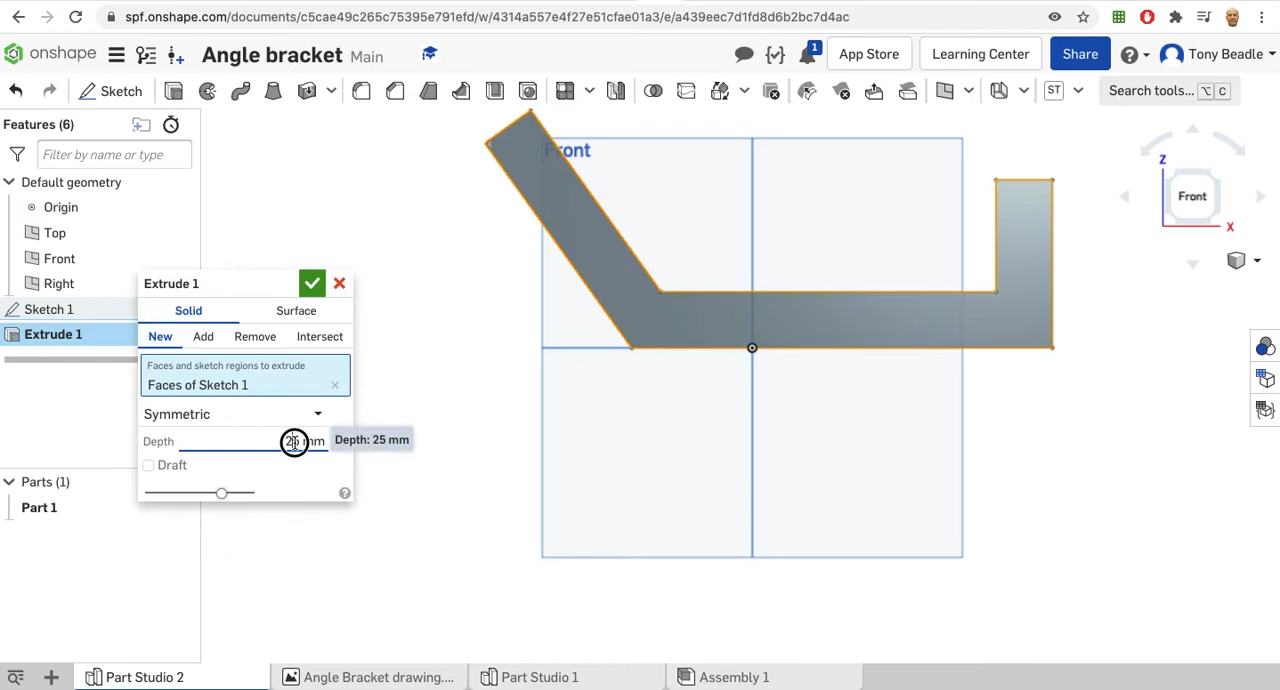 spf.onshape.com/documents/c5cae49c265c75395e791efd/w/4314a557e4f27e51cfae01a3/e/a439eec7d1fd8d6b2bc7d4ac
onshape Angle bracket Main 1 App Store Learning Center Share Tony Beadle
Sketch ST Search tools... ⌥ C
Features (6)
Filter by name or type
Default geometry
Origin
Top
Front
Right
Sketch 1
Extrude 1
Parts (1)
Part 1
Extrude 1
Solid Surface
New Add Remove Intersect
Faces and sketch regions to extrude
Faces of Sketch 1
Symmetric
Depth 25 mm
Depth: 25 mm
Draft
Front
Z
Front
X
Part Studio 2 Angle Bracket drawing.... Part Studio 1 Assembly 1